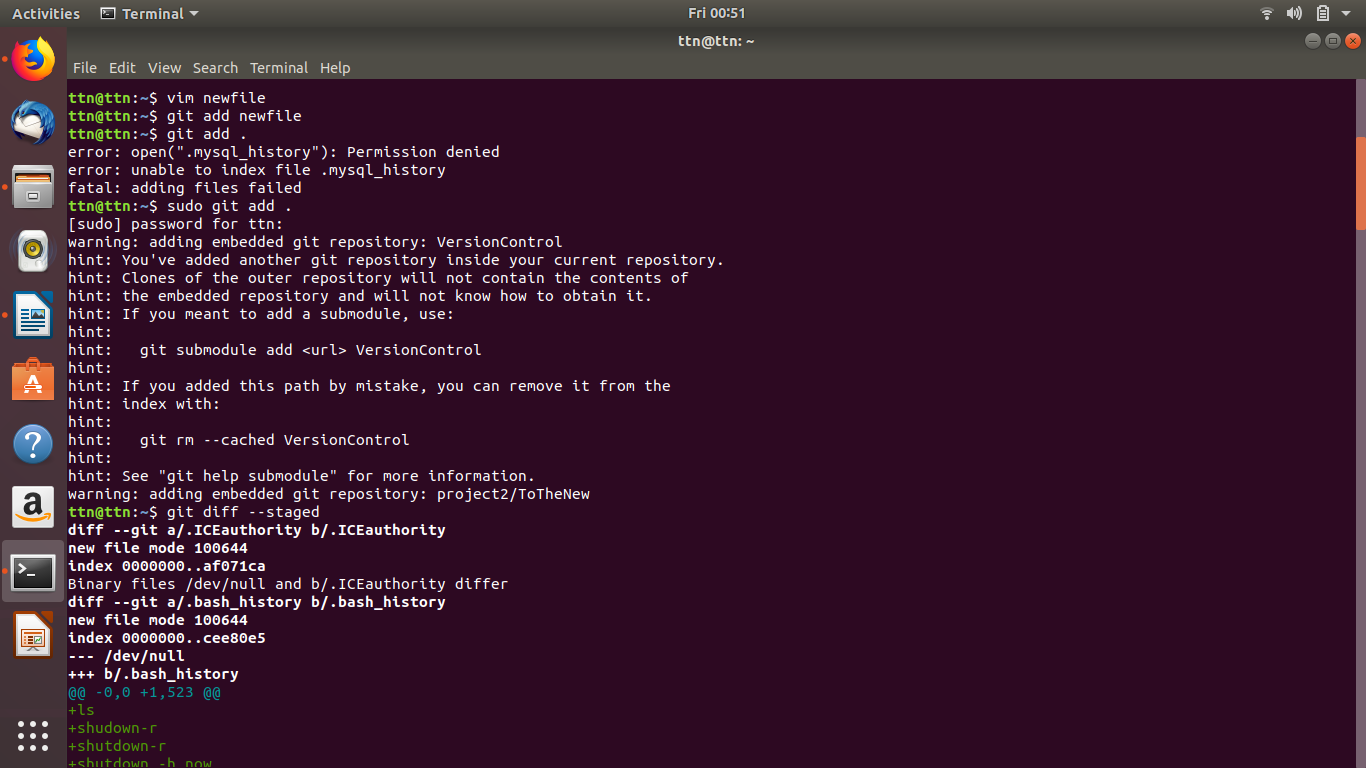 Activities Terminal Fri 00:51
ttn@ttn: ~
File Edit View Search Terminal Help
ttn@ttn:~$ vim newfile
ttn@ttn:~$ git add newfile
ttn@ttn:~$ git add .
error: open(".mysql_history"): Permission denied
error: unable to index file .mysql_history
fatal: adding files failed
ttn@ttn:~$ sudo git add .
[sudo] password for ttn:
warning: adding embedded git repository: VersionControl
hint: You've added another git repository inside your current repository.
hint: Clones of the outer repository will not contain the contents of
hint: the embedded repository and will not know how to obtain it.
hint: If you meant to add a submodule, use:
hint:
hint:   git submodule add <url> VersionControl
hint:
hint: If you added this path by mistake, you can remove it from the
hint: index with:
hint:
hint:   git rm --cached VersionControl
hint:
hint: See "git help submodule" for more information.
warning: adding embedded git repository: project2/ToTheNew
ttn@ttn:~$ git diff --staged
diff --git a/.ICEauthority b/.ICEauthority
new file mode 100644
index 0000000..af071ca
Binary files /dev/null and b/.ICEauthority differ
diff --git a/.bash_history b/.bash_history
new file mode 100644
index 0000000..cee80e5
--- /dev/null
+++ b/.bash_history
@@ -0,0 +1,523 @@
+ls
+shudown-r
+shutdown-r
+shutdown -h now